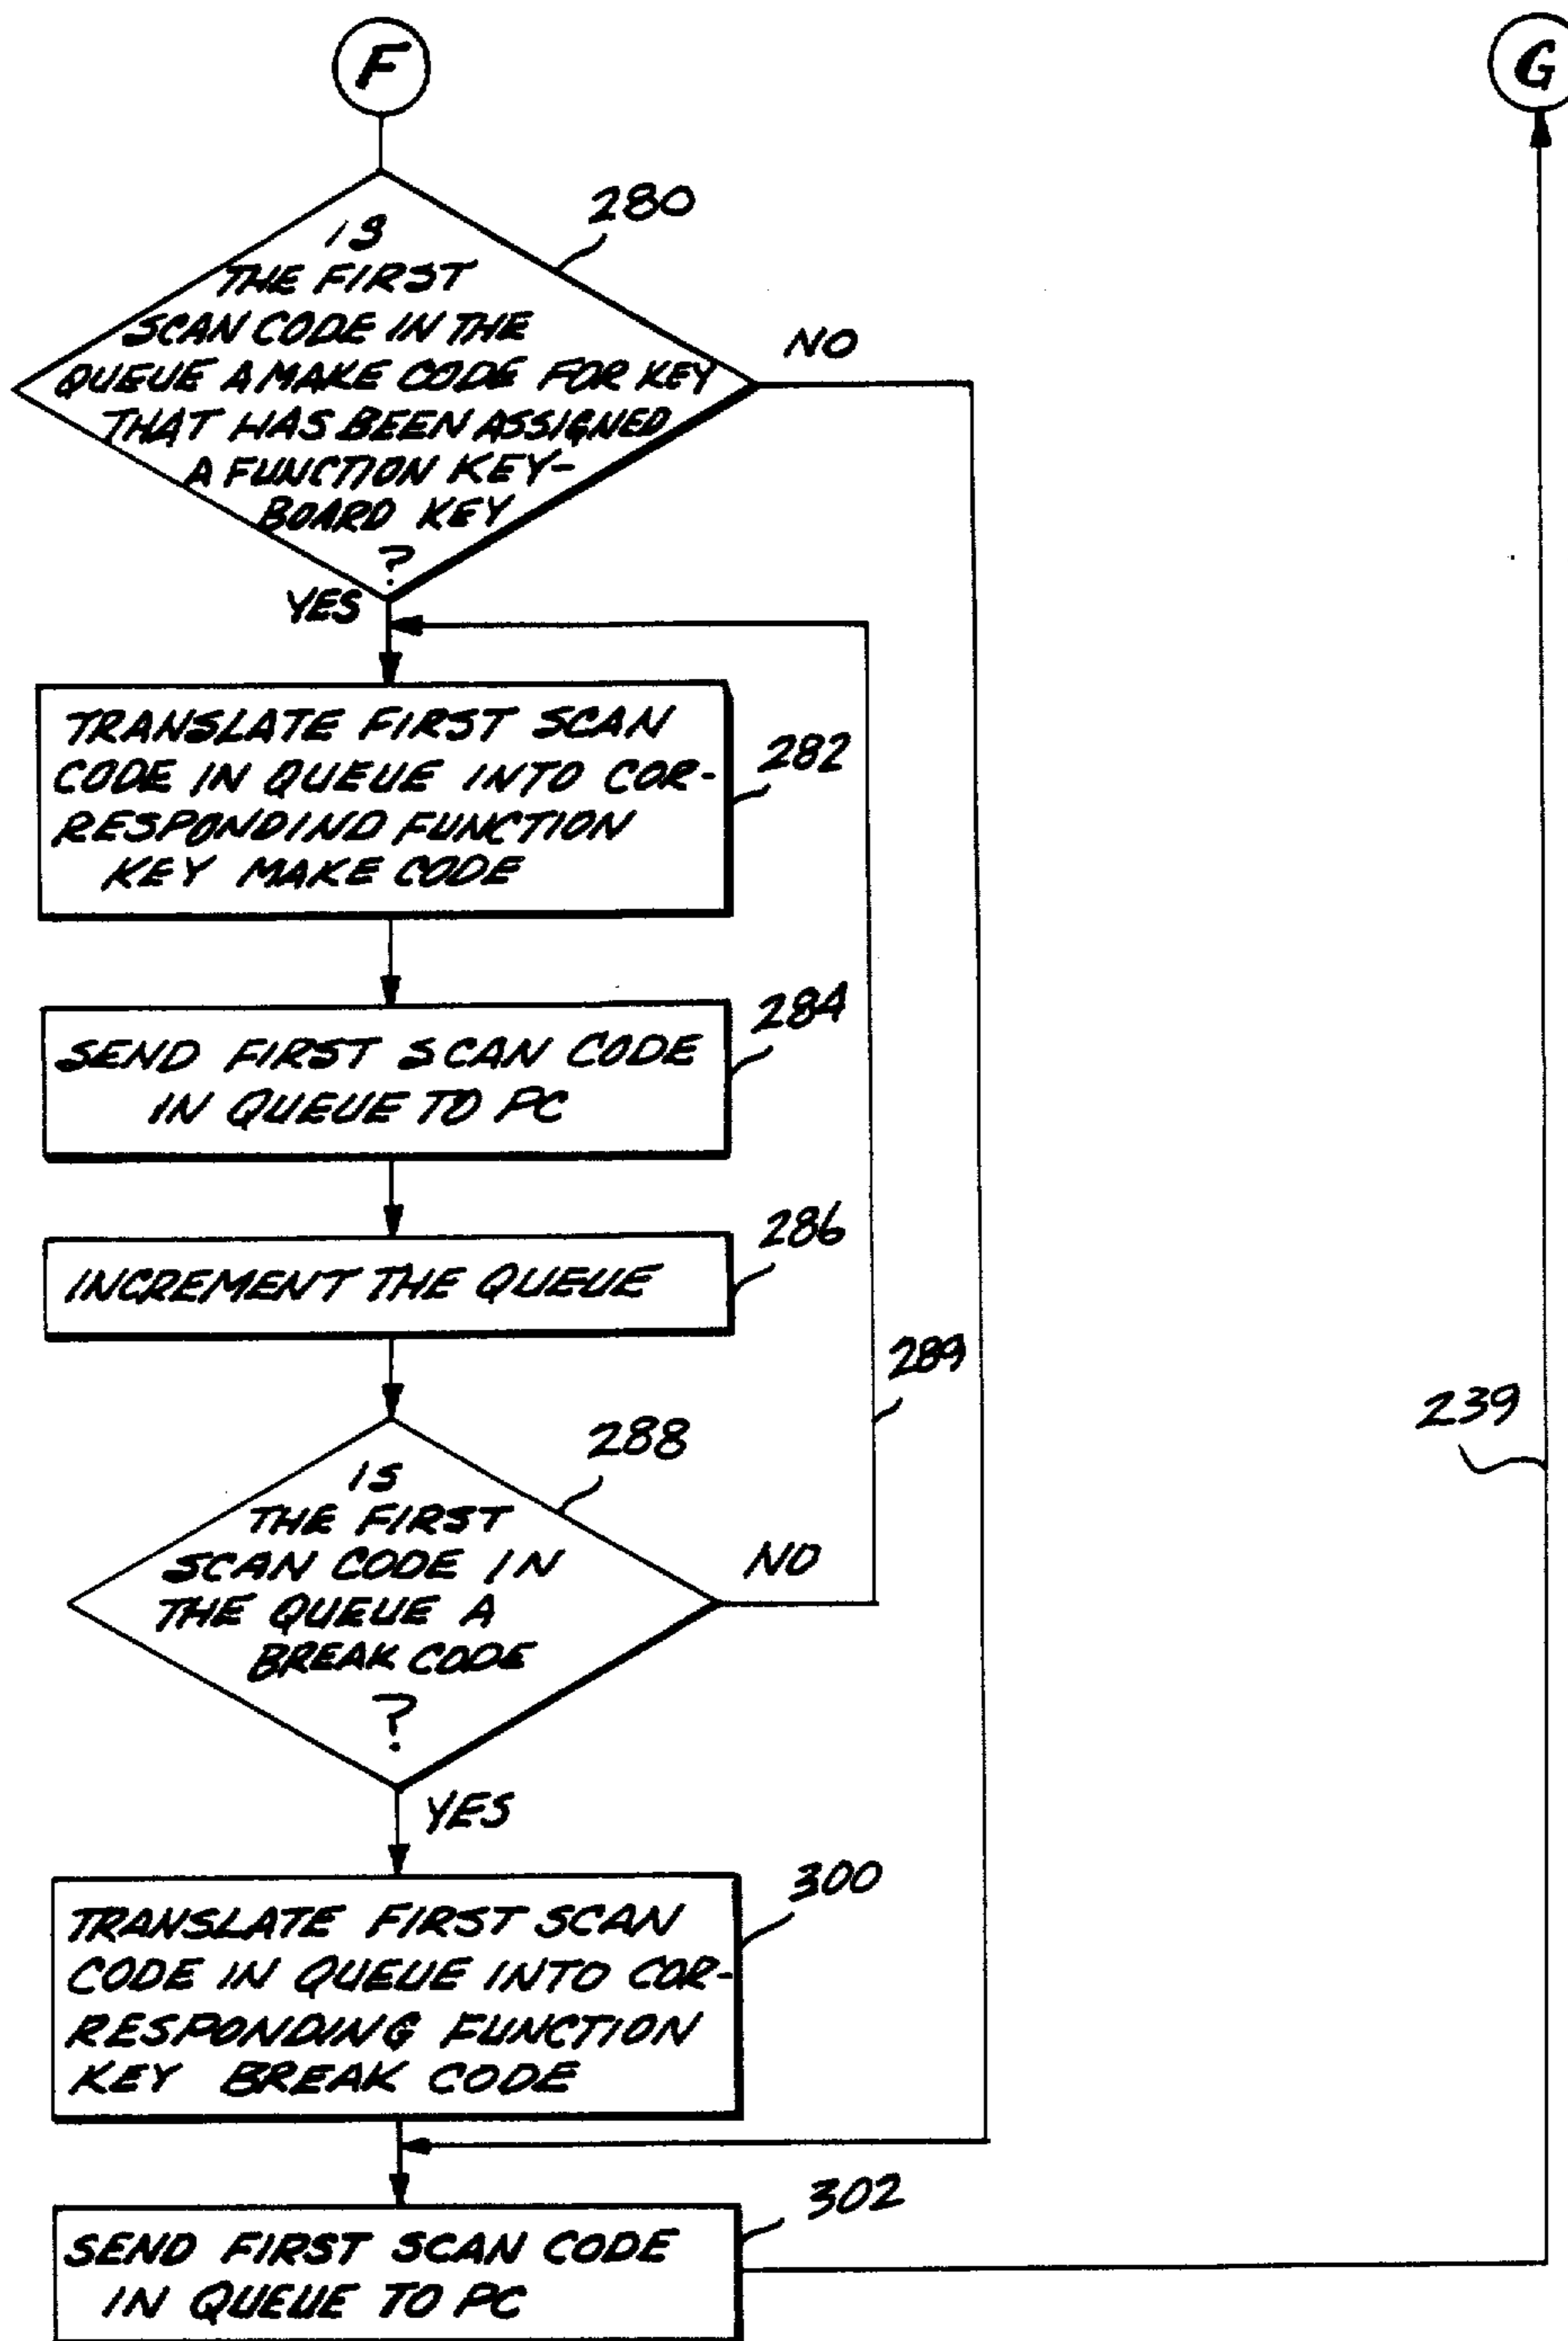 F
G
280
IS
THE FIRST
SCAN CODE IN THE
QUEUE A MAKE CODE FOR KEY
THAT HAS BEEN ASSIGNED
A FUNCTION KEY-
BOARD KEY
?
NO
YES
TRANSLATE FIRST SCAN
CODE IN QUEUE INTO COR-
RESPONDIND FUNCTION
KEY MAKE CODE
282
SEND FIRST SCAN CODE
IN QUEUE TO PC
284
INCREMENT THE QUEUE
286
289
239
288
IS
THE FIRST
SCAN CODE IN
THE QUEUE A
BREAK CODE
?
NO
YES
TRANSLATE FIRST SCAN
CODE IN QUEUE INTO COR-
RESPONDING FUNCTION
KEY BREAK CODE
300
SEND FIRST SCAN CODE
IN QUEUE TO PC
302